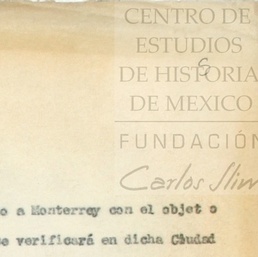 CENTRO DE
ESTUDIOS
DE HISTORIA
DE MEXICO
FUNDACIÓN
Carlos Slim
o a Monterrey con el objet o
e verificará en dicha Ciudad